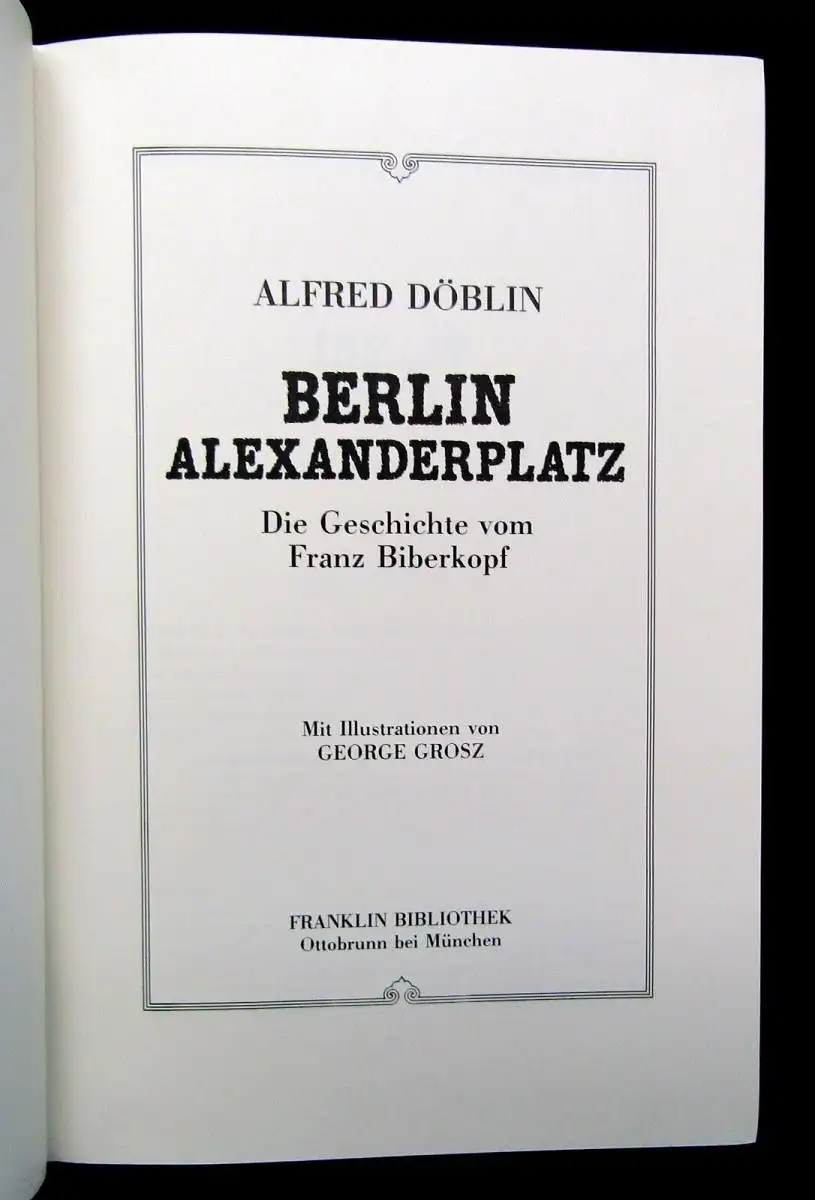 ALFRED DÖBLIN
BERLIN
ALEXANDERPLATZ
Die Geschichte vom
Franz Biberkopf
Mit Illustrationen von
GEORGE GROSZ
FRANKLIN BIBLIOTHEK
Ottobrunn bei München